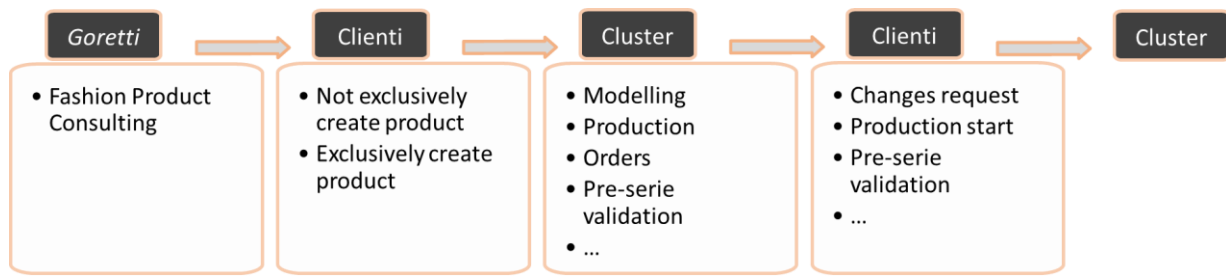 Goretti
• Fashion Product
Consulting
Clienti
• Not exclusively
create product
• Exclusively create
product
Cluster
• Modelling
• Production
• Orders
• Pre-serie
validation
• ...
Clienti
• Changes request
• Production start
• Pre-serie
validation
• ...
Cluster